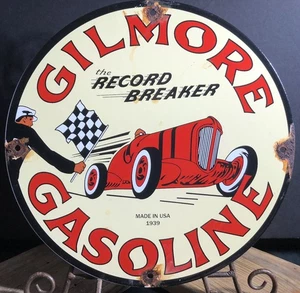 GILMORE
the
RECORD
BREAKER
MADE IN USA
1939
GASOLINE